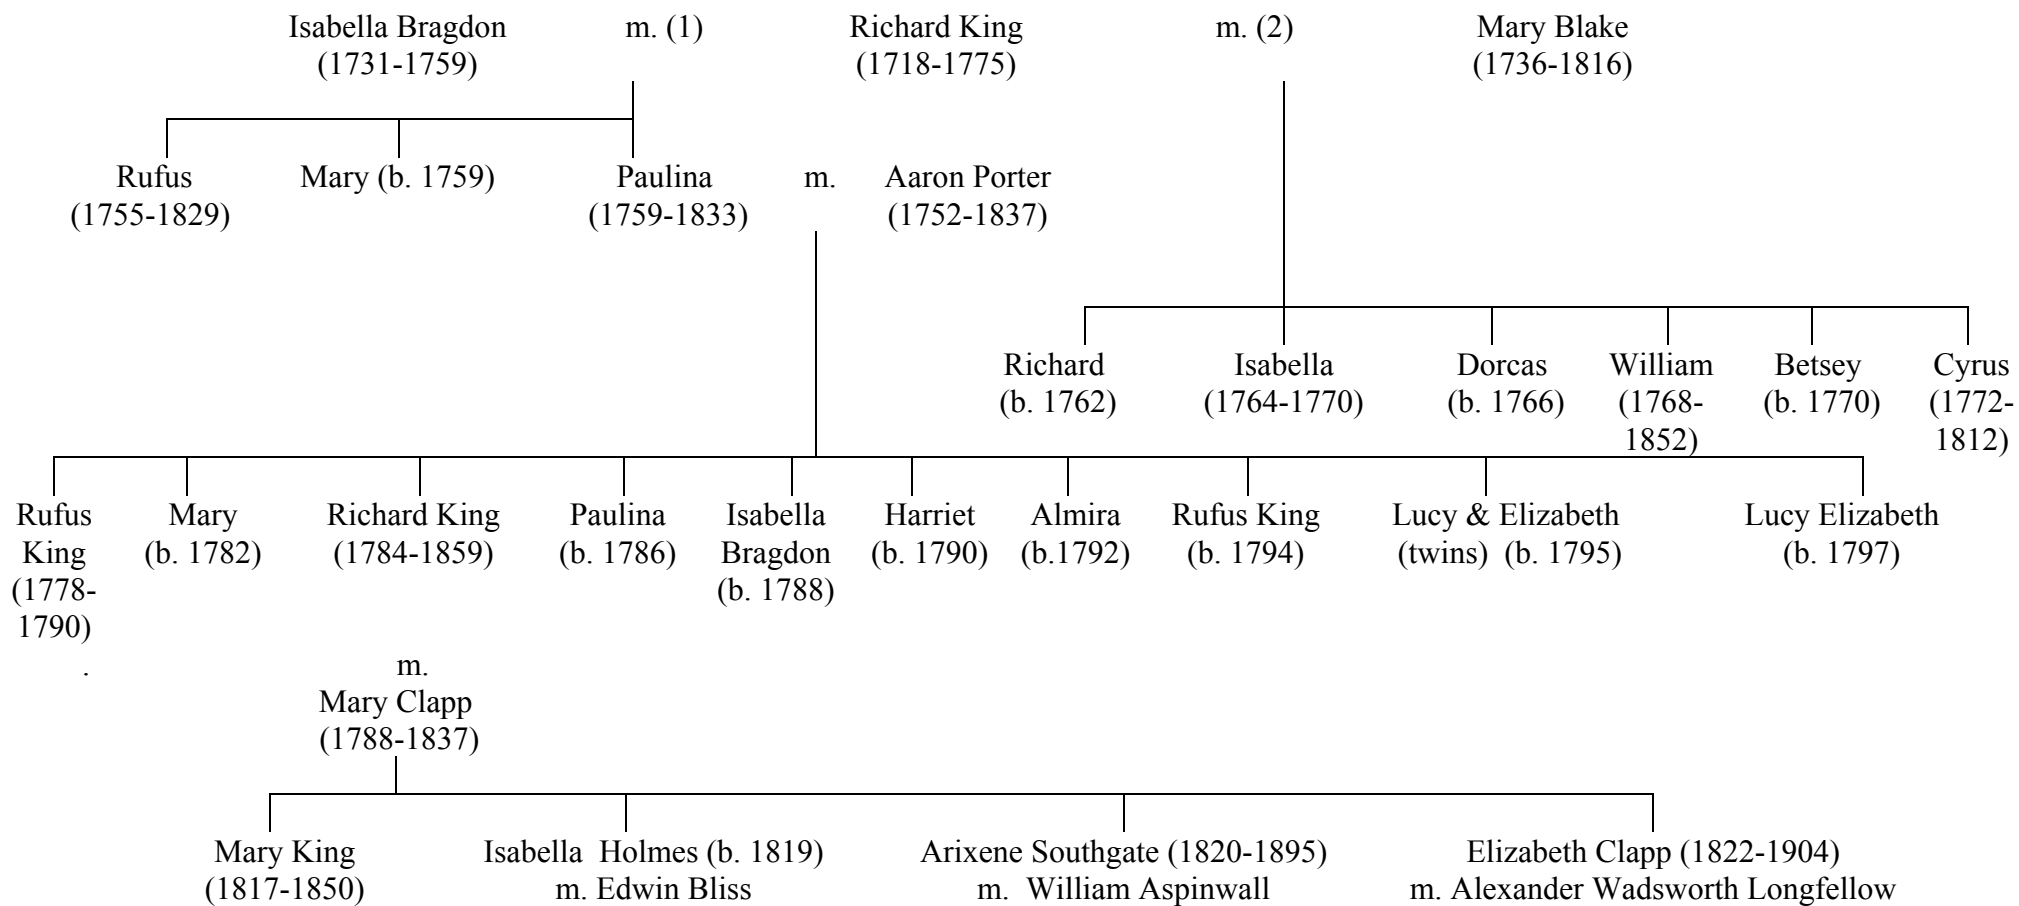 Isabella Bragdon m. (1) Richard King m. (2) Mary Blake
(1731-1759) (1718-1775) (1736-1816)
Rufus Mary (b. 1759) Paulina m. Aaron Porter
(1755-1829) (1759-1833) (1752-1837)
Richard Isabella Dorcas William Betsey Cyrus
(b. 1762) (1764-1770) (b. 1766) (1768- (b. 1770) (1772-
1852) 1812)
Rufus Mary Richard King Paulina Isabella Harriet Almira Rufus King Lucy & Elizabeth Lucy Elizabeth
King (b. 1782) (1784-1859) (b. 1786) Bragdon (b. 1790) (b.1792) (b. 1794) (twins) (b. 1795) (b. 1797)
(1778- (b. 1788)
1790)
. m.
Mary Clapp
(1788-1837)
Mary King Isabella Holmes (b. 1819) Arixene Southgate (1820-1895) Elizabeth Clapp (1822-1904)
(1817-1850) m. Edwin Bliss m. William Aspinwall m. Alexander Wadsworth Longfellow